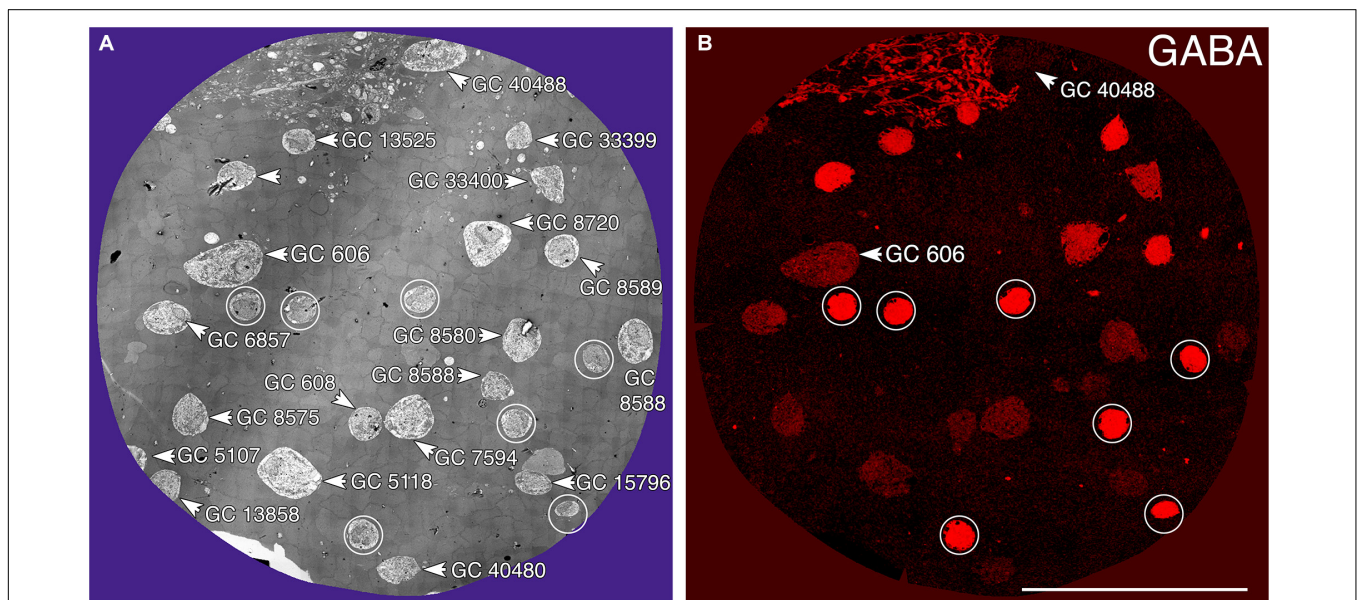 A
GC 40488
GC 13525
GC 33399
GC 33400
GC 8720
GC 606
GC 8589
GC 6857
GC 8580
GC 608
GC 8588
GC
8588
GC 8575
GC 5107
GC 7594
GC 5118
GC 15796
GC 13858
GC 40480
B
GABA
GC 40488
GC 606